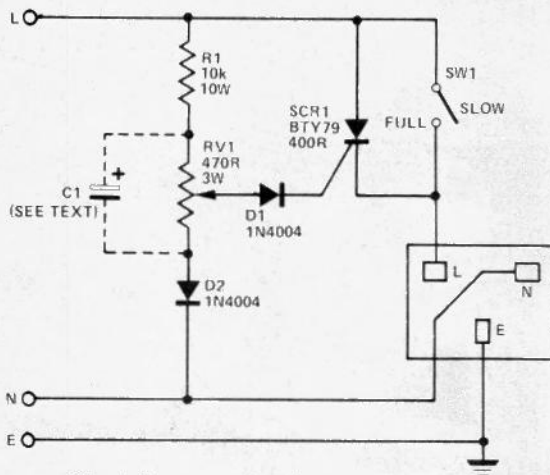 L
R1
10k
10W
SW1
SLOW
FULL
SCR1
BTY79
400R
RV1
470R
3W
+
C1
(SEE TEXT)
D1
1N4004
D2
1N4004
L
N
E
N
E